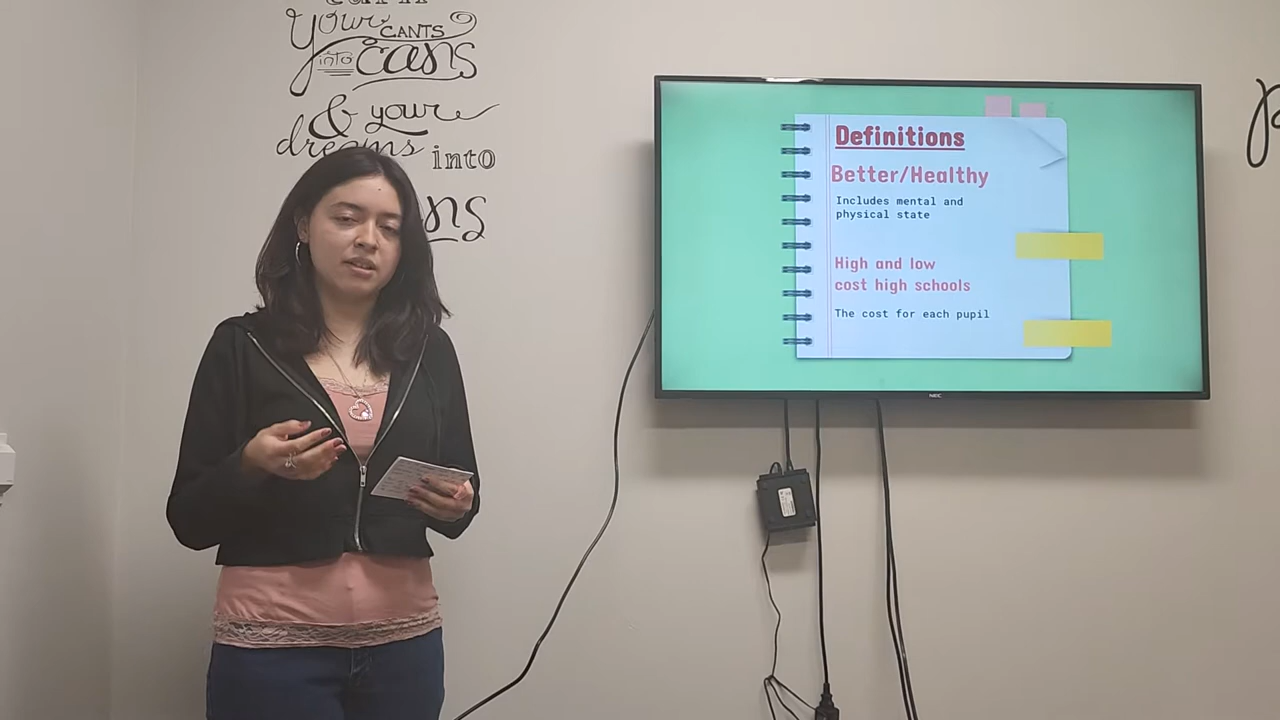 your CANTS
into cans
& your
dreams into
Definitions
Better/Healthy
Includes mental and
physical state
High and low
cost high schools
The cost for each pupil
NEC